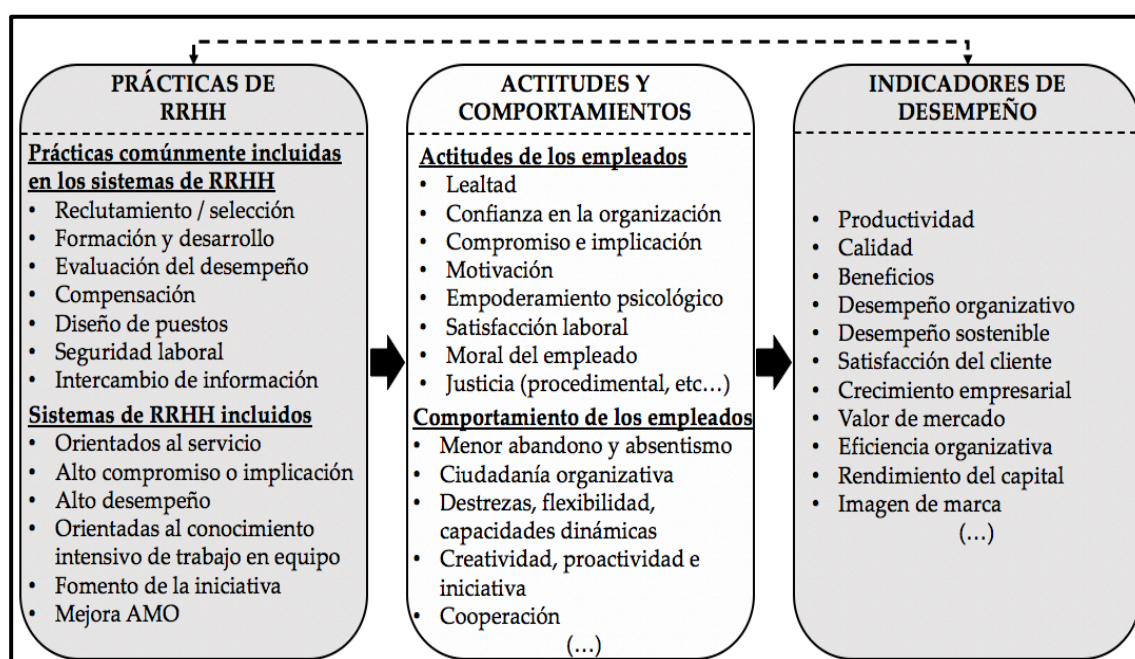 PRÁCTICAS DE
RRHH
Prácticas comúnmente incluidas
en los sistemas de RRHH
• Reclutamiento / selección
• Formación y desarrollo
• Evaluación del desempeño
• Compensación
• Diseño de puestos
• Seguridad laboral
• Intercambio de información
Sistemas de RRHH incluidos
• Orientados al servicio
• Alto compromiso o implicación
• Alto desempeño
• Orientadas al conocimiento
intensivo de trabajo en equipo
• Fomento de la iniciativa
• Mejora AMO
ACTITUDES Y
COMPORTAMIENTOS
Actitudes de los empleados
• Lealtad
• Confianza en la organización
• Compromiso e implicación
• Motivación
• Empoderamiento psicológico
• Satisfacción laboral
• Moral del empleado
• Justicia (procedimental, etc…)
Comportamiento de los empleados
• Menor abandono y absentismo
• Ciudadanía organizativa
• Destrezas, flexibilidad,
capacidades dinámicas
• Creatividad, proactividad e
iniciativa
• Cooperación
(…)
INDICADORES DE
DESEMPEÑO
• Productividad
• Calidad
• Beneficios
• Desempeño organizativo
• Desempeño sostenible
• Satisfacción del cliente
• Crecimiento empresarial
• Valor de mercado
• Eficiencia organizativa
• Rendimiento del capital
• Imagen de marca
(…)